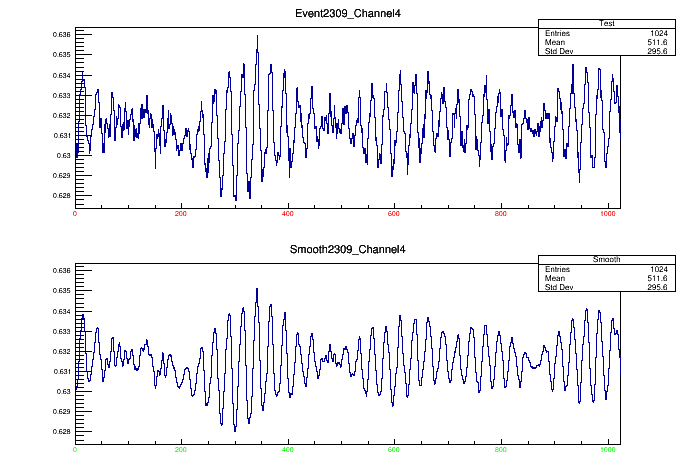 Event2309_Channel4
Test
Entries 1024
Mean 511.6
Std Dev 295.6
0.636
0.635
0.634
0.633
0.632
0.631
0.63
0.629
0.628
0 200 400 600 800 1000
Smooth2309_Channel4
Smooth
Entries 1024
Mean 511.6
Std Dev 295.6
0.636
0.635
0.634
0.633
0.632
0.631
0.63
0.629
0.628
0 200 400 600 800 1000